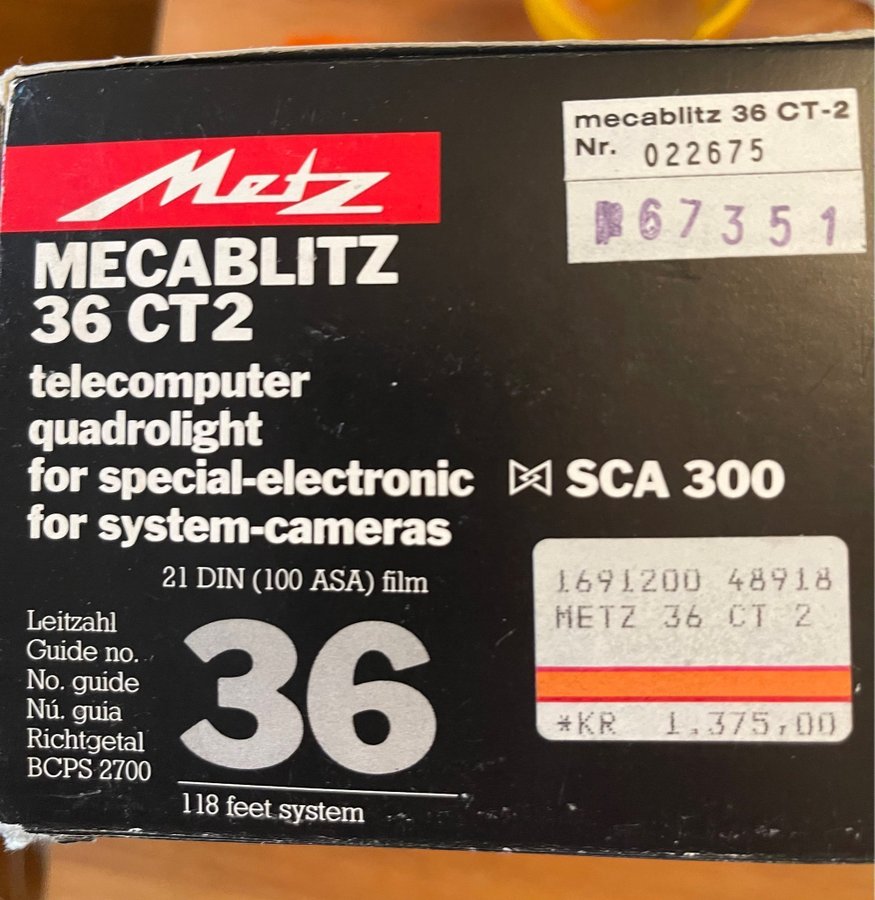 Metz
MECABLITZ
36 CT2
telecomputer
quadrolight
for special-electronic
for system-cameras
SCA 300
21 DIN (100 ASA) film
Leitzahl
Guide no.
No. guide
Nú. guia
Richtgetal
BCPS 2700
36
118 feet system
mecablitz 36 CT-2
Nr. 022675
67351
1691200 48918
METZ 36 CT 2
*KR 1.375,00